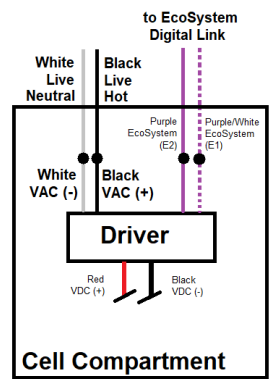 to EcoSystem
Digital Link
White
Live
Neutral
Black
Live
Hot
Purple
EcoSystem
(E2)
Purple/White
EcoSystem
(E1)
White
VAC (-)
Black
VAC (+)
Driver
Red
VDC (+)
Black
VDC (-)
Cell Compartment